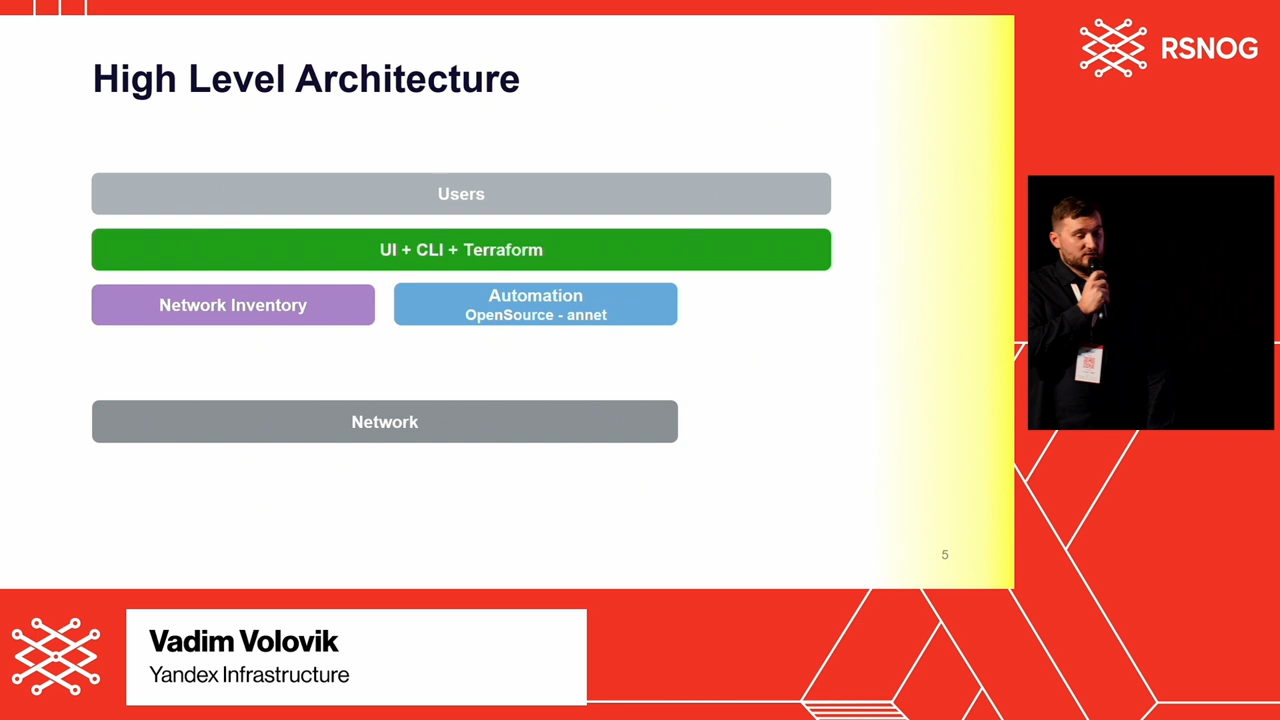 High Level Architecture
RSNOG
Users
UI + CLI + Terraform
Network Inventory
Automation
OpenSource - annet
Network
5
Vadim Volovik
Yandex Infrastructure